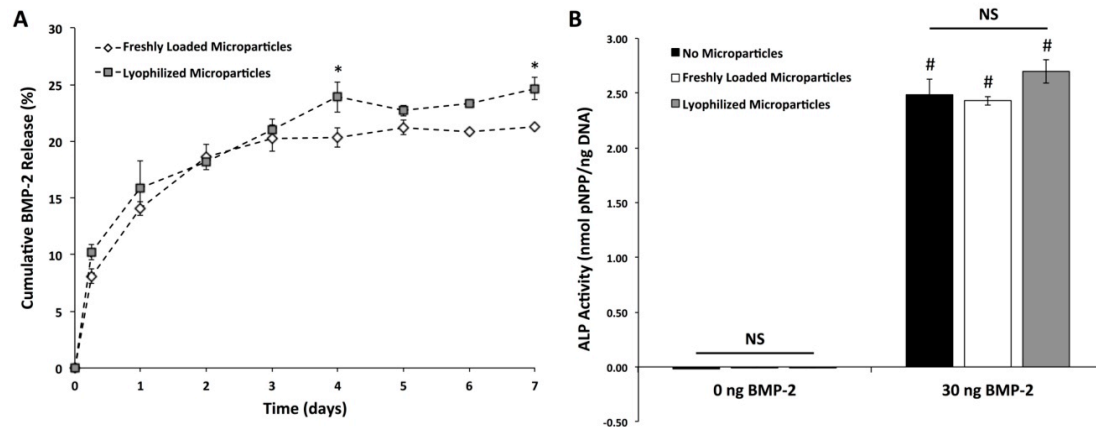 A
Cumulative BMP-2 Release (%)
30
25
20
15
10
5
0
Freshly Loaded Microparticles
Lyophilized Microparticles
*
*
0 1 2 3 4 5 6 7
Time (days)
B
ALP Activity (nmol pNPP/ng DNA)
3.00
2.50
2.00
1.50
1.00
0.50
0.00
-0.50
No Microparticles
Freshly Loaded Microparticles
Lyophilized Microparticles
NS
# # #
NS
0 ng BMP-2 30 ng BMP-2